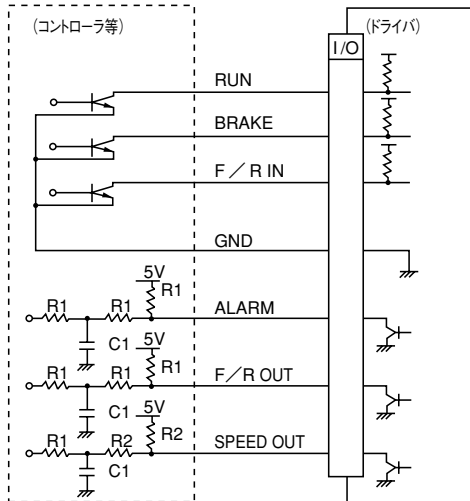 (コントローラ等)
(ドライバ)
I/O
RUN
BRAKE
F/R IN
GND
5V
R1
R1
R1
ALARM
C1
5V
R1
R1
R1
F/R OUT
C1
5V
R2
R1
R2
SPEED OUT
C1